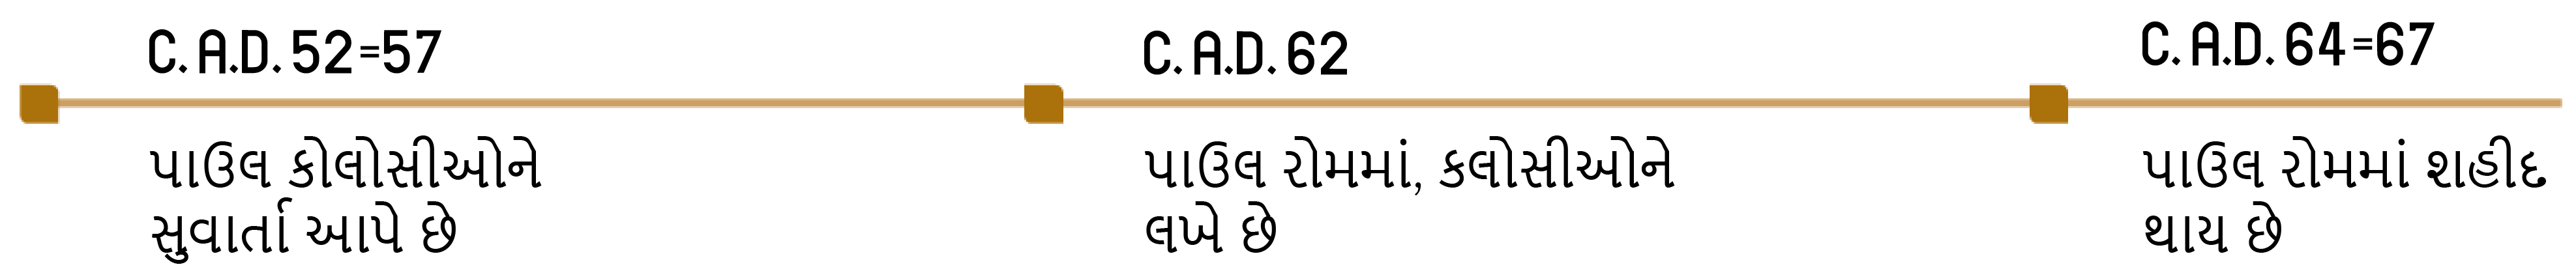 C. A.D. 52=57
પાઉલ કોલોસીઓને
સુવાર્તા આપે છે
C. A.D. 62
પાઉલ રોમમાં, કલોસીઓને
લખે છે
C. A.D. 64=67
પાઉલ રોમમાં શહીદ
થાય છે